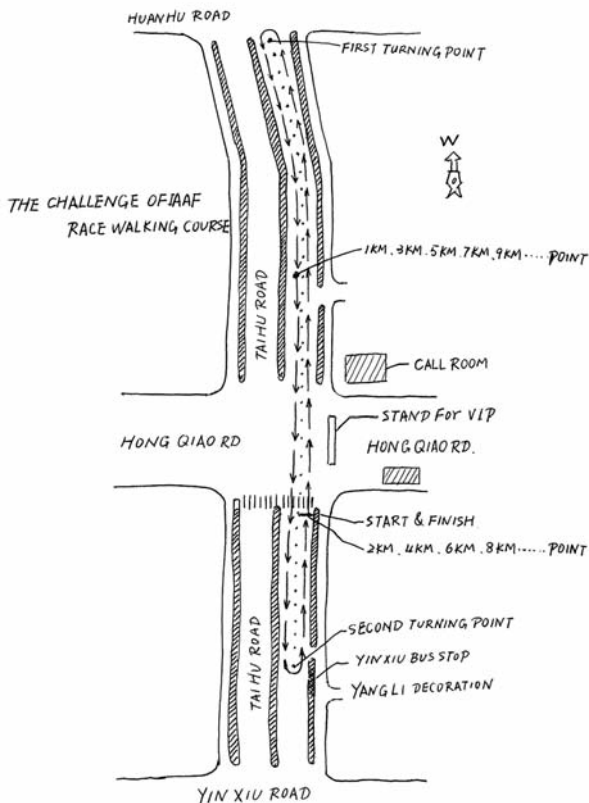 HUANHU ROAD
FIRST TURNING POINT
W
THE CHALLENGE OF IAAF
RACE WALKING COURSE
1KM.3KM.5KM.7KM.9KM.....POINT
TAIHU ROAD
CALL ROOM
STAND FOR VIP
HONG QIAO RD
HONG QIAO RD.
START & FINISH
2KM.4KM.6KM.8KM......POINT
SECOND TURNING POINT
TAIHU ROAD
YINXIU BUS STOP
YANGLI DECORATION
YIN XIU ROAD